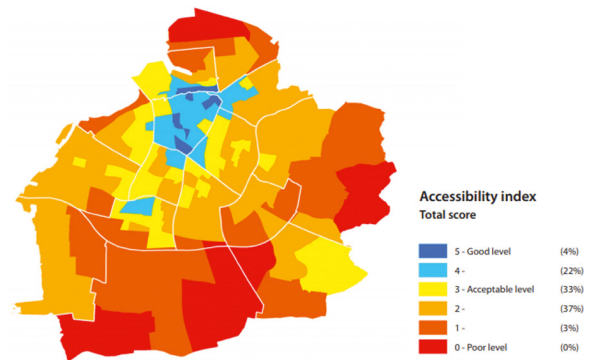 Accessibility index
Total score
5 - Good level (4%)
4 - (22%)
3 - Acceptable level (33%)
2 - (37%)
1 - (3%)
0 - Poor level (0%)